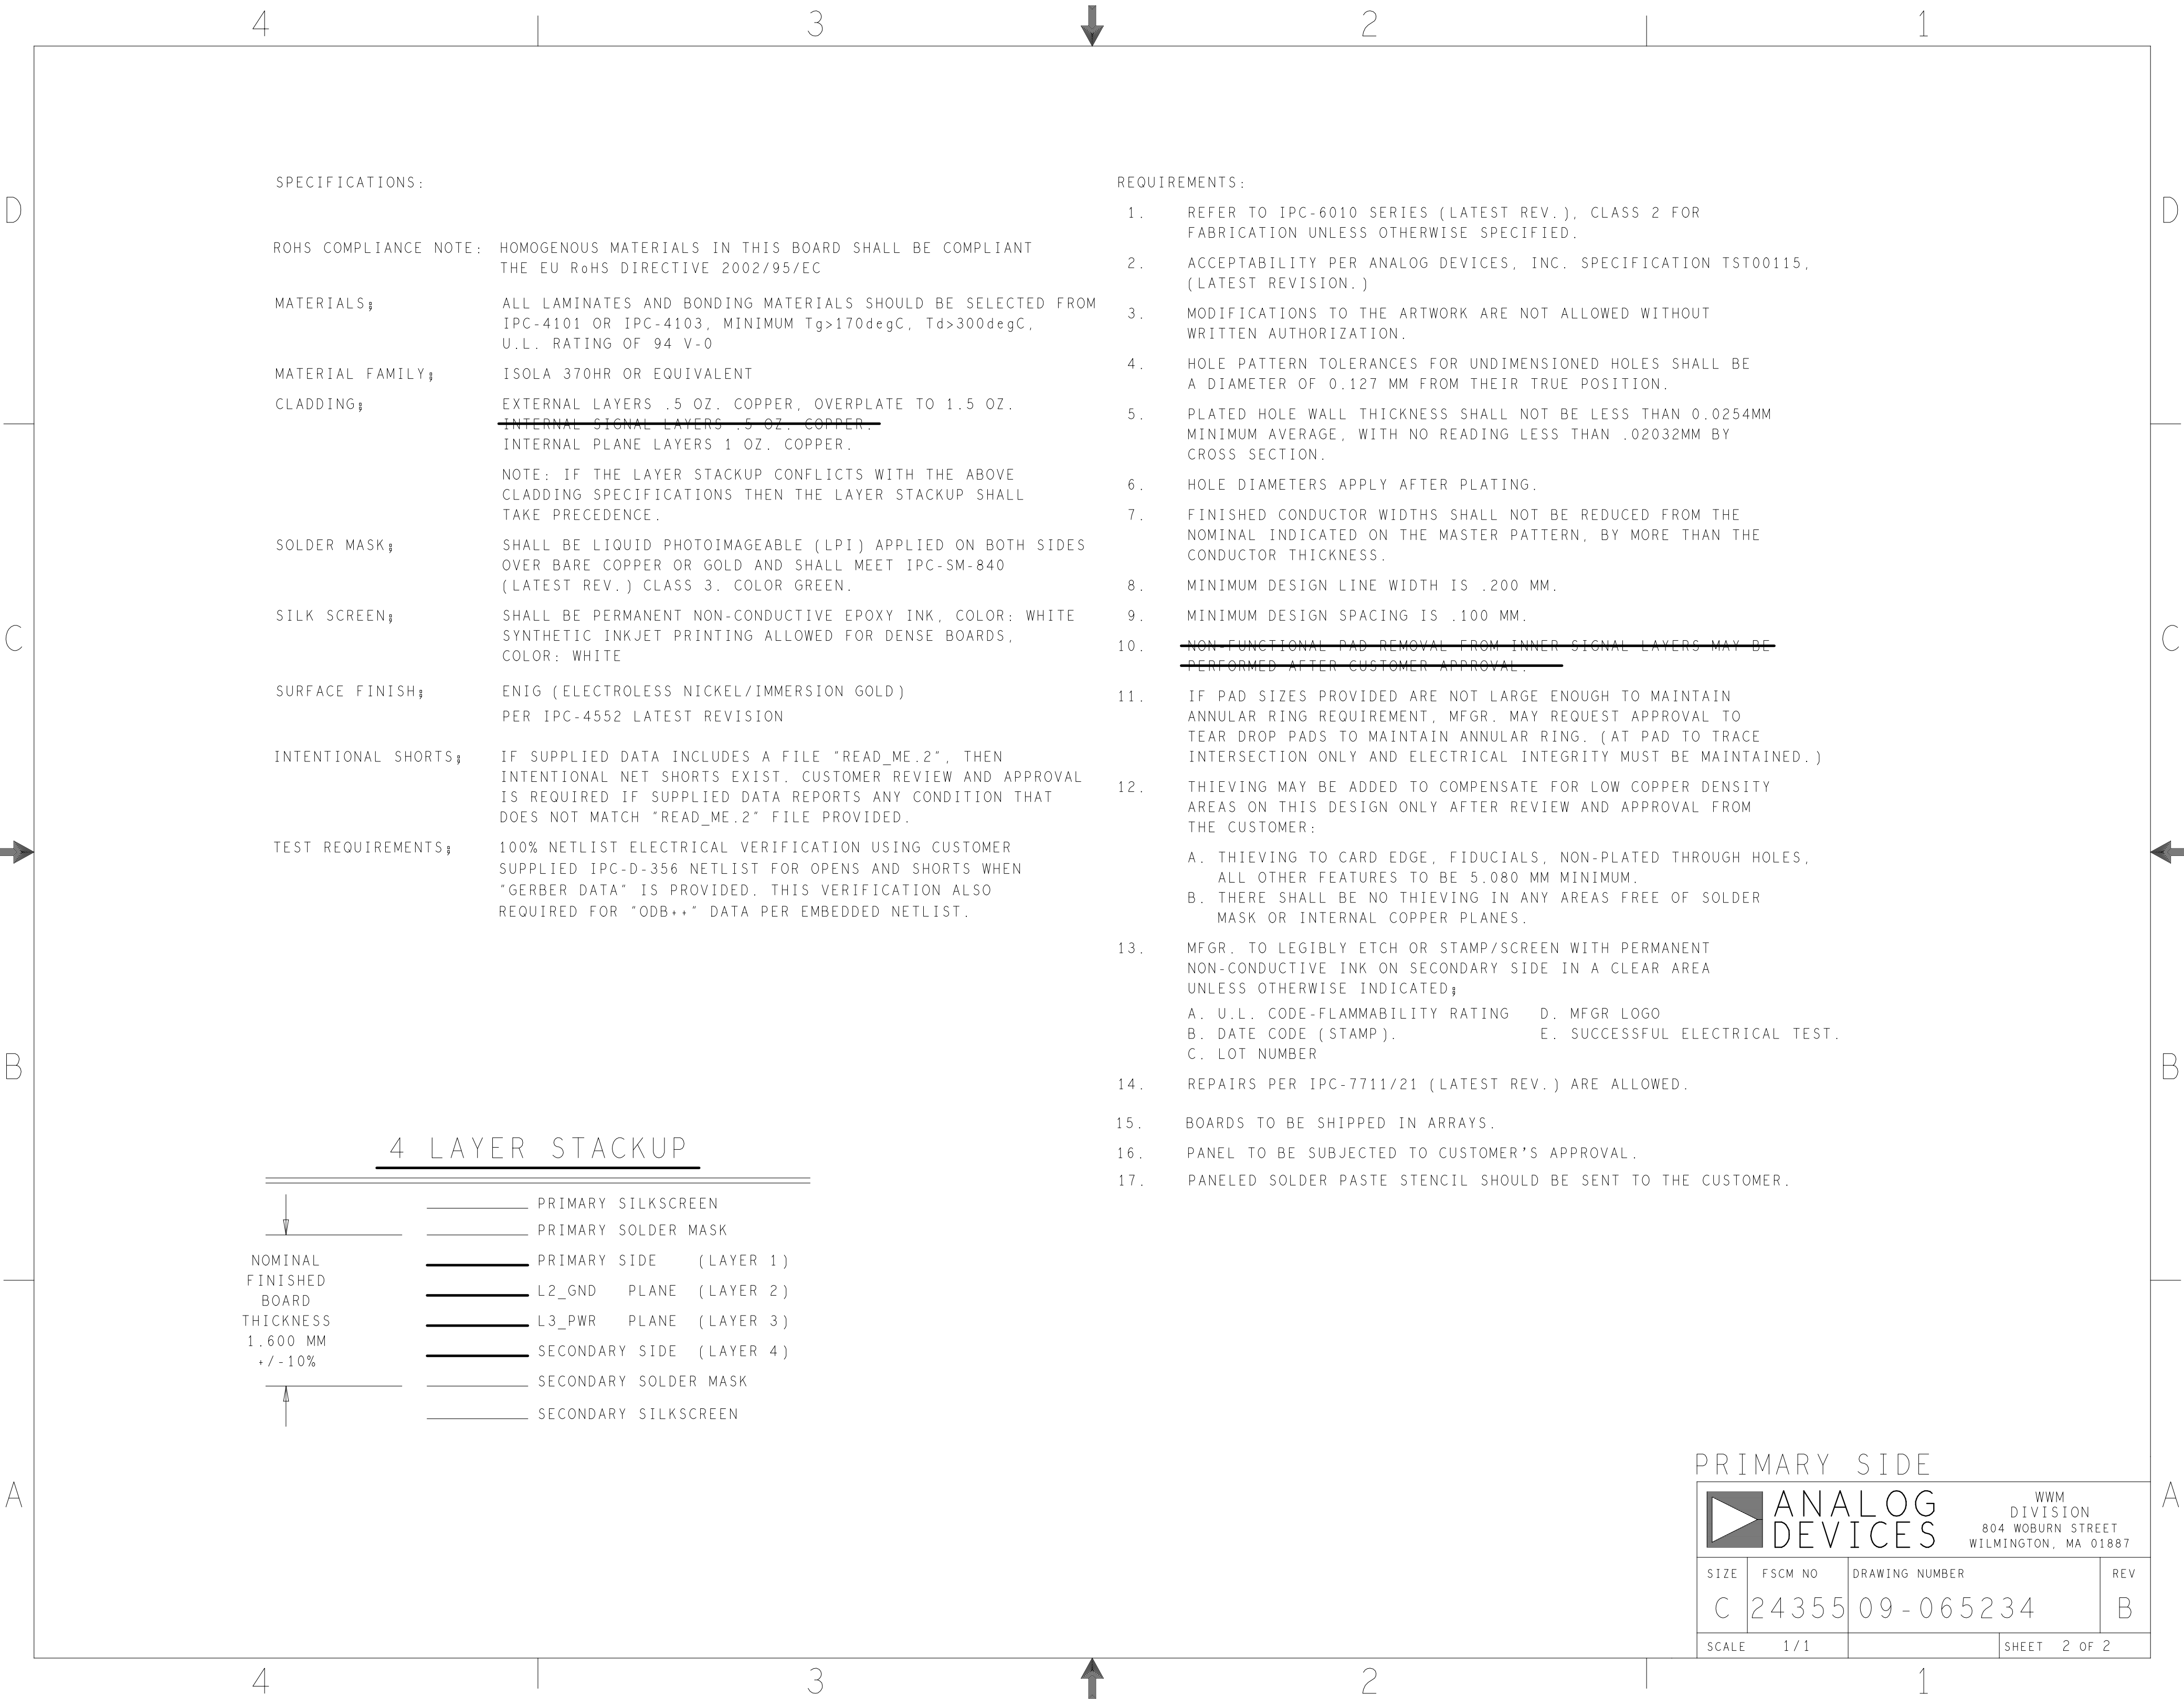 4 3 2 1
D D
C C
B B
A A
SPECIFICATIONS:
ROHS COMPLIANCE NOTE: HOMOGENOUS MATERIALS IN THIS BOARD SHALL BE COMPLIANT
THE EU RoHS DIRECTIVE 2002/95/EC
MATERIALS; ALL LAMINATES AND BONDING MATERIALS SHOULD BE SELECTED FROM
IPC-4101 OR IPC-4103, MINIMUM Tg>170degC, Td>300degC,
U.L. RATING OF 94 V-0
MATERIAL FAMILY; ISOLA 370HR OR EQUIVALENT
CLADDING; EXTERNAL LAYERS .5 OZ. COPPER, OVERPLATE TO 1.5 OZ.
INTERNAL SIGNAL LAYERS .5 OZ. COPPER.
INTERNAL PLANE LAYERS 1 OZ. COPPER.
NOTE: IF THE LAYER STACKUP CONFLICTS WITH THE ABOVE
CLADDING SPECIFICATIONS THEN THE LAYER STACKUP SHALL
TAKE PRECEDENCE.
SOLDER MASK; SHALL BE LIQUID PHOTOIMAGEABLE (LPI) APPLIED ON BOTH SIDES
OVER BARE COPPER OR GOLD AND SHALL MEET IPC-SM-840
(LATEST REV.) CLASS 3. COLOR GREEN.
SILK SCREEN; SHALL BE PERMANENT NON-CONDUCTIVE EPOXY INK, COLOR: WHITE
SYNTHETIC INKJET PRINTING ALLOWED FOR DENSE BOARDS,
COLOR: WHITE
SURFACE FINISH; ENIG (ELECTROLESS NICKEL/IMMERSION GOLD)
PER IPC-4552 LATEST REVISION
INTENTIONAL SHORTS; IF SUPPLIED DATA INCLUDES A FILE "READ_ME.2", THEN
INTENTIONAL NET SHORTS EXIST. CUSTOMER REVIEW AND APPROVAL
IS REQUIRED IF SUPPLIED DATA REPORTS ANY CONDITION THAT
DOES NOT MATCH "READ_ME.2" FILE PROVIDED.
TEST REQUIREMENTS; 100% NETLIST ELECTRICAL VERIFICATION USING CUSTOMER
SUPPLIED IPC-D-356 NETLIST FOR OPENS AND SHORTS WHEN
"GERBER DATA" IS PROVIDED. THIS VERIFICATION ALSO
REQUIRED FOR "ODB++" DATA PER EMBEDDED NETLIST.
REQUIREMENTS:
1. REFER TO IPC-6010 SERIES (LATEST REV.), CLASS 2 FOR
FABRICATION UNLESS OTHERWISE SPECIFIED.
2. ACCEPTABILITY PER ANALOG DEVICES, INC. SPECIFICATION TST00115,
(LATEST REVISION.)
3. MODIFICATIONS TO THE ARTWORK ARE NOT ALLOWED WITHOUT
WRITTEN AUTHORIZATION.
4. HOLE PATTERN TOLERANCES FOR UNDIMENSIONED HOLES SHALL BE
A DIAMETER OF 0.127 MM FROM THEIR TRUE POSITION.
5. PLATED HOLE WALL THICKNESS SHALL NOT BE LESS THAN 0.0254MM
MINIMUM AVERAGE, WITH NO READING LESS THAN .02032MM BY
CROSS SECTION.
6. HOLE DIAMETERS APPLY AFTER PLATING.
7. FINISHED CONDUCTOR WIDTHS SHALL NOT BE REDUCED FROM THE
NOMINAL INDICATED ON THE MASTER PATTERN, BY MORE THAN THE
CONDUCTOR THICKNESS.
8. MINIMUM DESIGN LINE WIDTH IS .200 MM.
9. MINIMUM DESIGN SPACING IS .100 MM.
10. NON-FUNCTIONAL PAD REMOVAL FROM INNER SIGNAL LAYERS MAY BE
PERFORMED AFTER CUSTOMER APPROVAL.
11. IF PAD SIZES PROVIDED ARE NOT LARGE ENOUGH TO MAINTAIN
ANNULAR RING REQUIREMENT, MFGR. MAY REQUEST APPROVAL TO
TEAR DROP PADS TO MAINTAIN ANNULAR RING. (AT PAD TO TRACE
INTERSECTION ONLY AND ELECTRICAL INTEGRITY MUST BE MAINTAINED.)
12. THIEVING MAY BE ADDED TO COMPENSATE FOR LOW COPPER DENSITY
AREAS ON THIS DESIGN ONLY AFTER REVIEW AND APPROVAL FROM
THE CUSTOMER:
A. THIEVING TO CARD EDGE, FIDUCIALS, NON-PLATED THROUGH HOLES,
ALL OTHER FEATURES TO BE 5.080 MM MINIMUM.
B. THERE SHALL BE NO THIEVING IN ANY AREAS FREE OF SOLDER
MASK OR INTERNAL COPPER PLANES.
13. MFGR. TO LEGIBLY ETCH OR STAMP/SCREEN WITH PERMANENT
NON-CONDUCTIVE INK ON SECONDARY SIDE IN A CLEAR AREA
UNLESS OTHERWISE INDICATED;
A. U.L. CODE-FLAMMABILITY RATING D. MFGR LOGO
B. DATE CODE (STAMP). E. SUCCESSFUL ELECTRICAL TEST.
C. LOT NUMBER
14. REPAIRS PER IPC-7711/21 (LATEST REV.) ARE ALLOWED.
15. BOARDS TO BE SHIPPED IN ARRAYS.
16. PANEL TO BE SUBJECTED TO CUSTOMER'S APPROVAL.
17. PANELED SOLDER PASTE STENCIL SHOULD BE SENT TO THE CUSTOMER.
4 LAYER STACKUP
PRIMARY SILKSCREEN
PRIMARY SOLDER MASK
PRIMARY SIDE (LAYER 1)
L2_GND PLANE (LAYER 2)
L3_PWR PLANE (LAYER 3)
SECONDARY SIDE (LAYER 4)
SECONDARY SOLDER MASK
SECONDARY SILKSCREEN
NOMINAL
FINISHED
BOARD
THICKNESS
1.600 MM
+/-10%
PRIMARY SIDE
ANALOG
DEVICES
WWM
DIVISION
804 WOBURN STREET
WILMINGTON, MA 01887
SIZE FSCM NO DRAWING NUMBER REV
C 24355 09-065234 B
SCALE 1/1 SHEET 2 OF 2
4 3 2 1